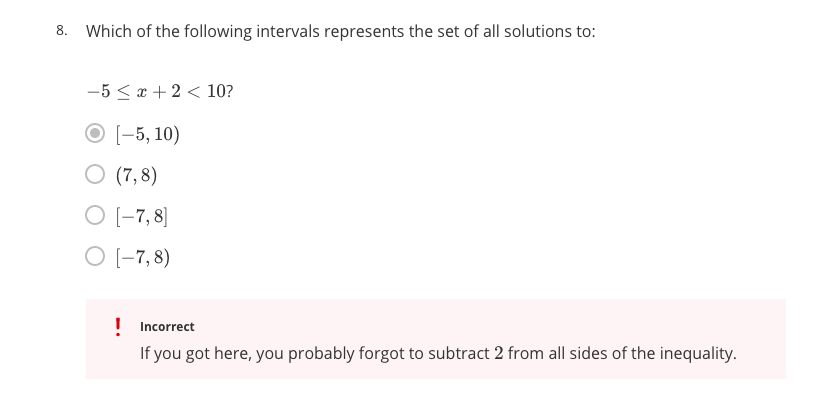 8. Which of the following intervals represents the set of all solutions to:
−5 ≤ x + 2 < 10?
[−5, 10)
(7, 8)
[−7, 8]
[−7, 8)
! Incorrect
If you got here, you probably forgot to subtract 2 from all sides of the inequality.